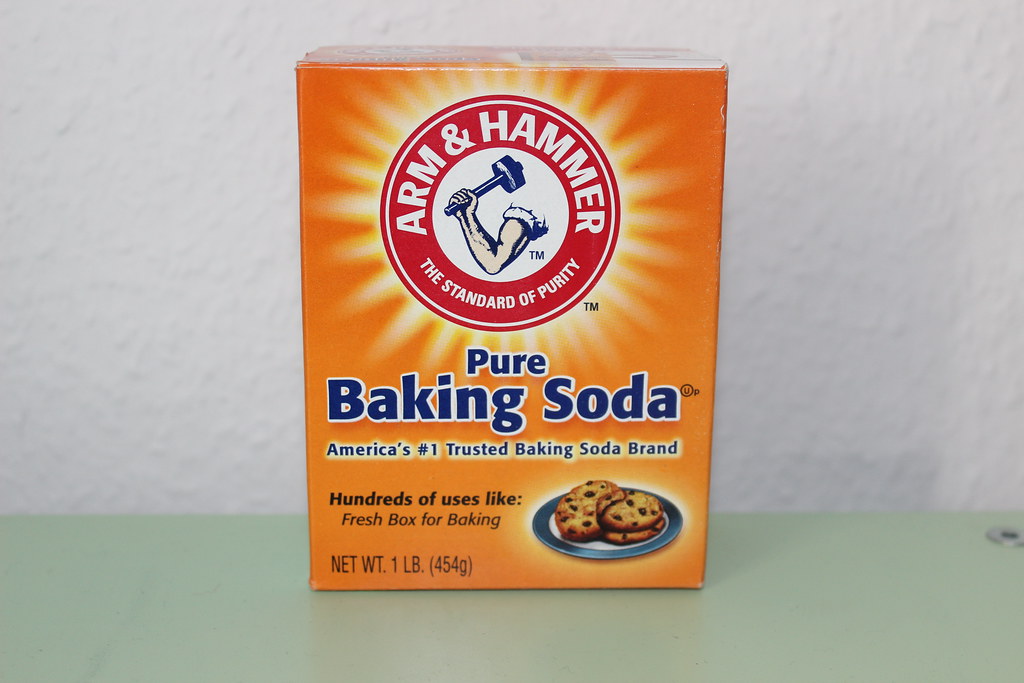 ARM & HAMMER
TM
THE STANDARD OF PURITY
TM
Pure
Baking Soda Ⓤp
America's #1 Trusted Baking Soda Brand
Hundreds of uses like:
Fresh Box for Baking
NET WT. 1 LB. (454g)